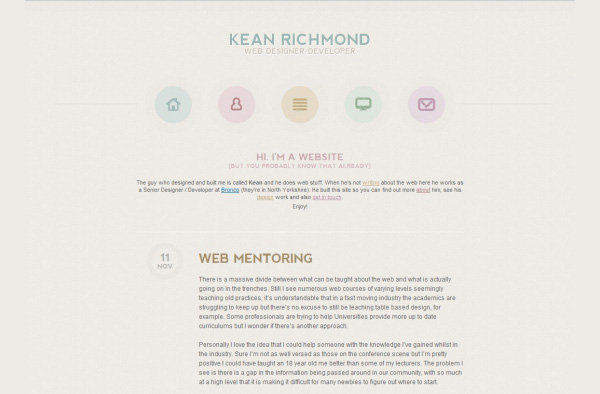 KEAN RICHMOND
WEB DESIGNER/DEVELOPER
HI, I'M A WEBSITE
(BUT YOU PROBABLY KNOW THAT ALREADY)
The guy who designed and built me is called Kean and he does web stuff. When he's not writing about the web here he works as
a Senior Designer / Developer at Bronco (they're in North Yorkshire). He built this site so you can find out more about him, see his
design work and also get in touch.
Enjoy!
11
NOV
WEB MENTORING
There is a massive divide between what can be taught about the web and what is actually
going on in the trenches. Still I see numerous web courses of varying levels seemingly
teaching old practices, it's understandable that in a fast moving industry the academics are
struggling to keep up but there's no excuse to still be teaching table based design, for
example. Some professionals are trying to help Universities provide more up to date
curriculums but I wonder if there's another approach.
Personally I love the idea that I could help someone with the knowledge I've gained whilst in
the industry. Sure I'm not as well versed as those on the conference scene but I'm pretty
positive I could have taught an 18 year old me better than some of my lecturers. The problem I
see is there is a gap in the information being passed around in our community, with so much
at a high level that it is making it difficult for many newbies to figure out where to start.